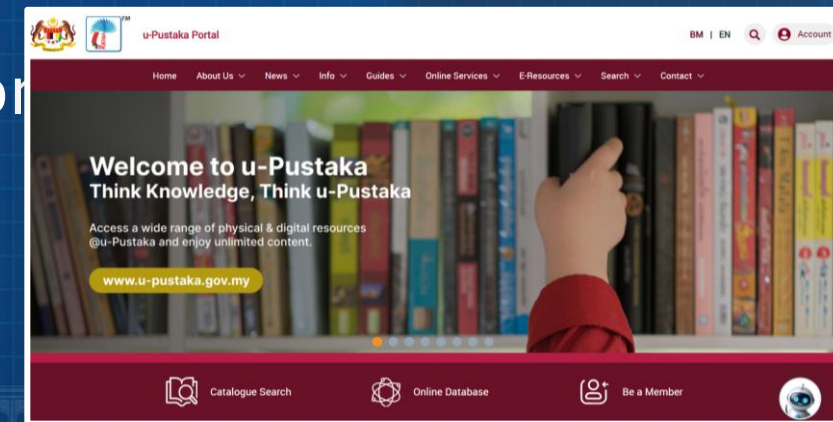 TM
u-Pustaka Portal
BM | EN
Account
Home About Us News Info Guides Online Services E-Resources Search Contact
Welcome to u-Pustaka
Think Knowledge, Think u-Pustaka
Access a wide range of physical & digital resources
@u-Pustaka and enjoy unlimited content.
www.u-pustaka.gov.my
Catalogue Search Online Database Be a Member